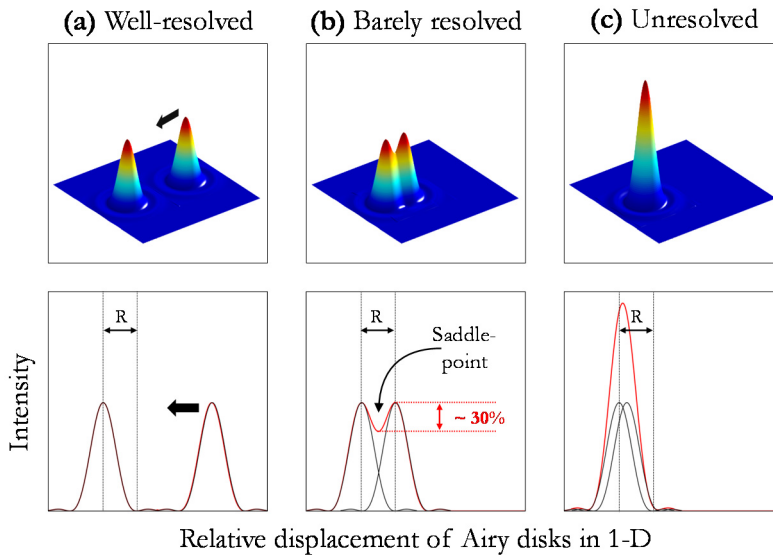 (a) Well-resolved
(b) Barely resolved
(c) Unresolved
Intensity
R
R
Saddle-
point
~ 30%
R
Relative displacement of Airy disks in 1-D